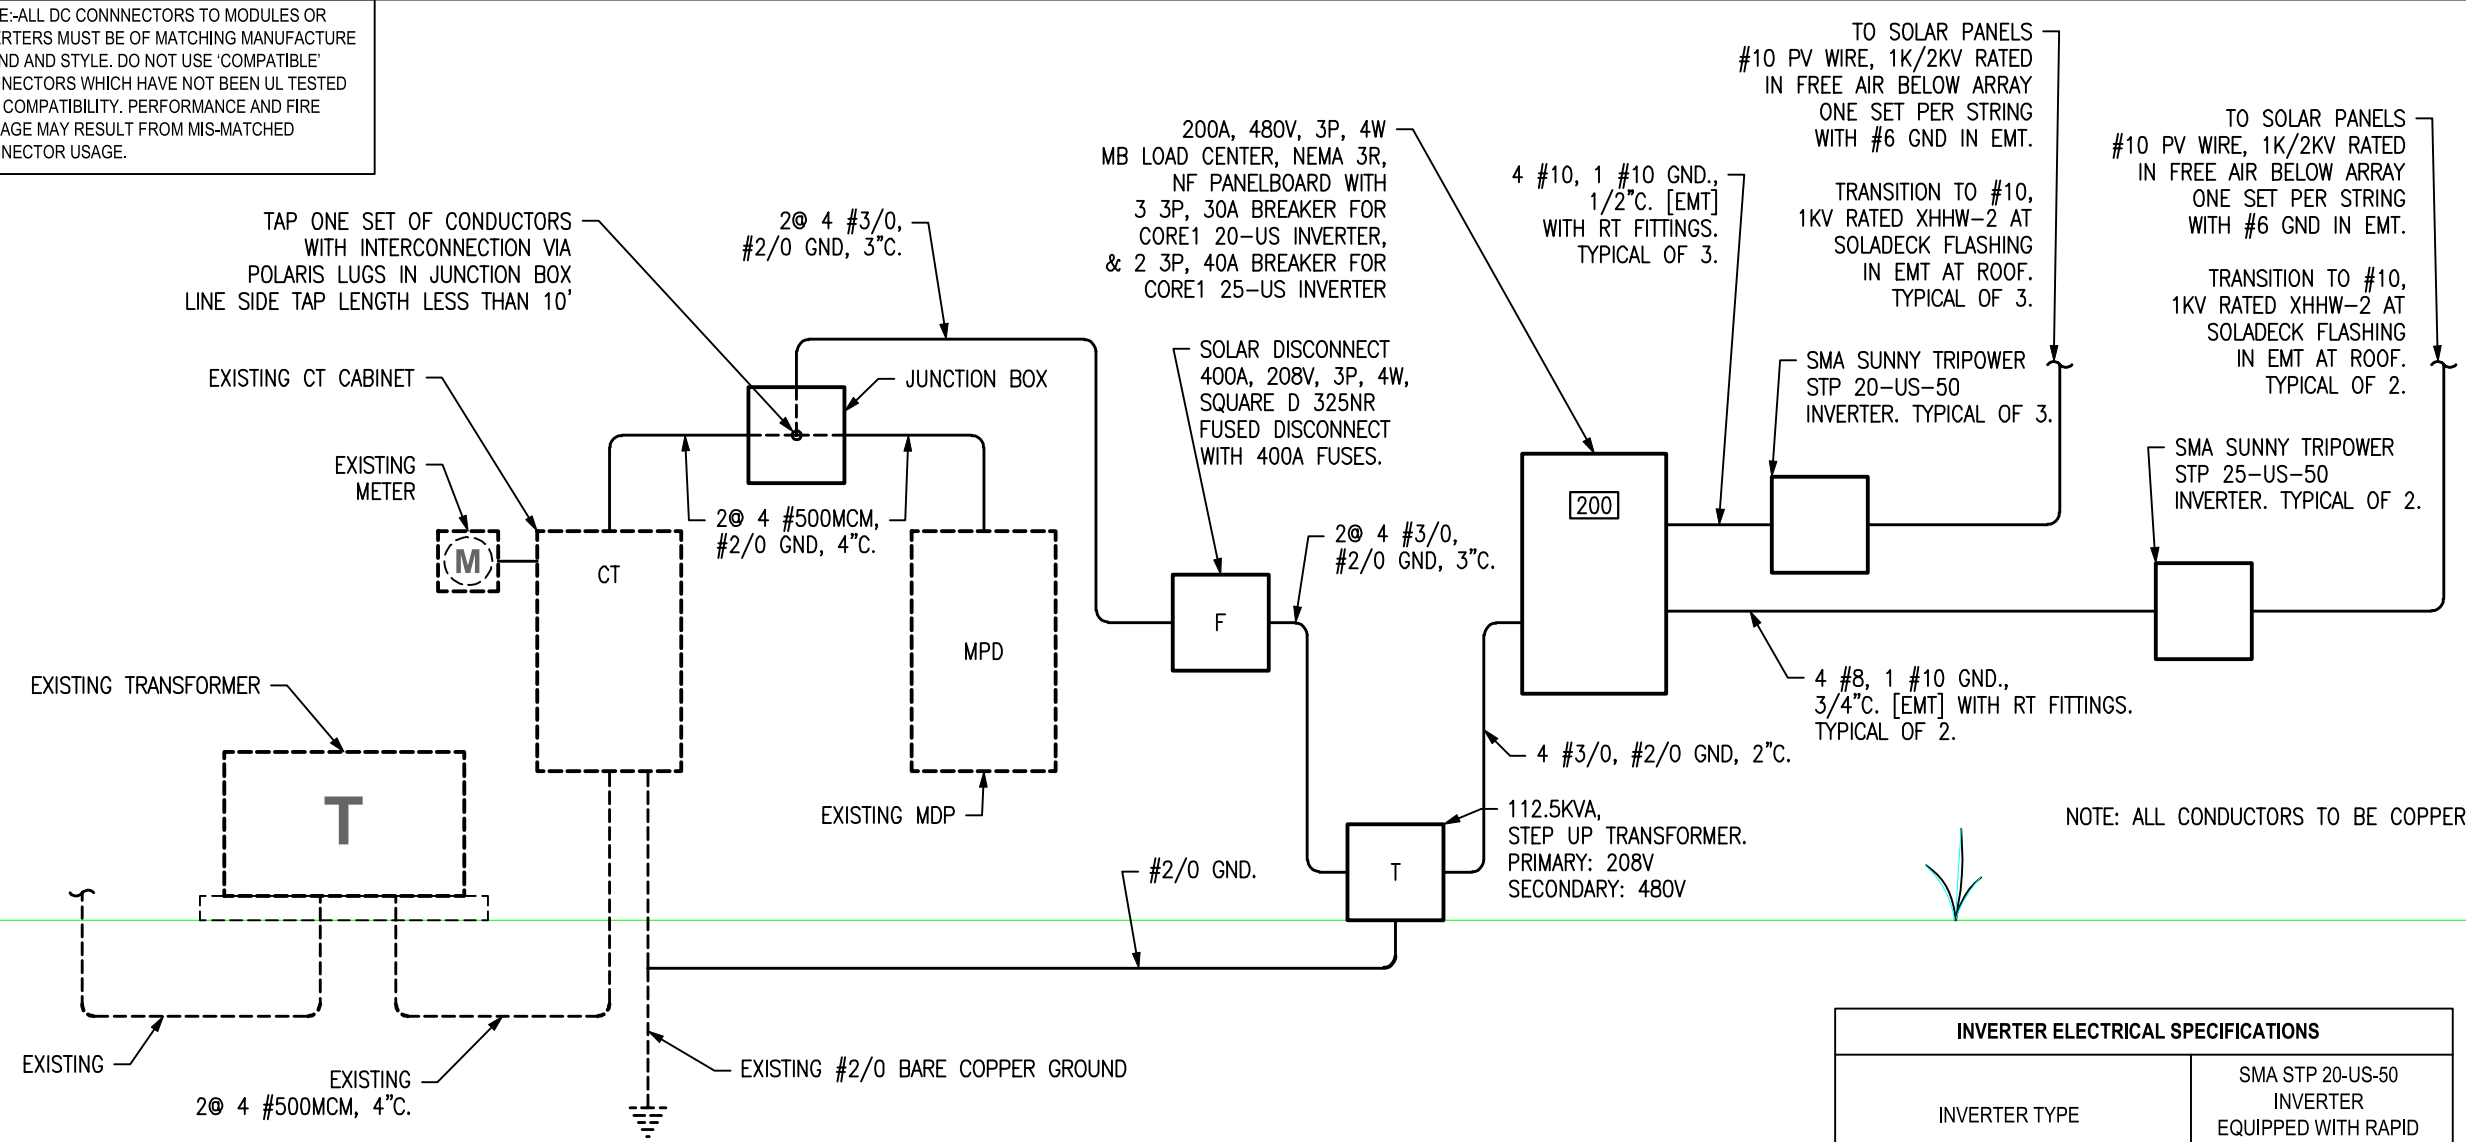 E:-ALL DC CONNNECTORS TO MODULES OR
ERTERS MUST BE OF MATCHING MANUFACTURE
ND AND STYLE. DO NOT USE 'COMPATIBLE'
NECTORS WHICH HAVE NOT BEEN UL TESTED
COMPATIBILITY. PERFORMANCE AND FIRE
AGE MAY RESULT FROM MIS-MATCHED
NECTOR USAGE.
TAP ONE SET OF CONDUCTORS
WITH INTERCONNECTION VIA
POLARIS LUGS IN JUNCTION BOX
LINE SIDE TAP LENGTH LESS THAN 10'
2@ 4 #3/0,
#2/0 GND, 3"C.
200A, 480V, 3P, 4W
MB LOAD CENTER, NEMA 3R,
NF PANELBOARD WITH
3 3P, 30A BREAKER FOR
CORE1 20-US INVERTER,
& 2 3P, 40A BREAKER FOR
CORE1 25-US INVERTER
4 #10, 1 #10 GND.,
1/2"C. [EMT]
WITH RT FITTINGS.
TYPICAL OF 3.
TO SOLAR PANELS
#10 PV WIRE, 1K/2KV RATED
IN FREE AIR BELOW ARRAY
ONE SET PER STRING
WITH #6 GND IN EMT.
TRANSITION TO #10,
1KV RATED XHHW-2 AT
SOLADECK FLASHING
IN EMT AT ROOF.
TYPICAL OF 3.
TO SOLAR PANELS
#10 PV WIRE, 1K/2KV RATED
IN FREE AIR BELOW ARRAY
ONE SET PER STRING
WITH #6 GND IN EMT.
TRANSITION TO #10,
1KV RATED XHHW-2 AT
SOLADECK FLASHING
IN EMT AT ROOF.
TYPICAL OF 2.
EXISTING CT CABINET
JUNCTION BOX
SOLAR DISCONNECT
400A, 208V, 3P, 4W,
SQUARE D 325NR
FUSED DISCONNECT
WITH 400A FUSES.
SMA SUNNY TRIPOWER
STP 20-US-50
INVERTER. TYPICAL OF 3.
SMA SUNNY TRIPOWER
STP 25-US-50
INVERTER. TYPICAL OF 2.
EXISTING
METER
M
CT
2@ 4 #500MCM,
#2/0 GND, 4"C.
MPD
F
2@ 4 #3/0,
#2/0 GND, 3"C.
200
4 #8, 1 #10 GND.,
3/4"C. [EMT] WITH RT FITTINGS.
TYPICAL OF 2.
EXISTING TRANSFORMER
T
EXISTING MDP
4 #3/0, #2/0 GND, 2"C.
112.5KVA,
STEP UP TRANSFORMER.
PRIMARY: 208V
SECONDARY: 480V
T
#2/0 GND.
NOTE: ALL CONDUCTORS TO BE COPPER
EXISTING
EXISTING
2@ 4 #500MCM, 4"C.
EXISTING #2/0 BARE COPPER GROUND
INVERTER ELECTRICAL SPECIFICATIONS
INVERTER TYPE
SMA STP 20-US-50
INVERTER
EQUIPPED WITH RAPID